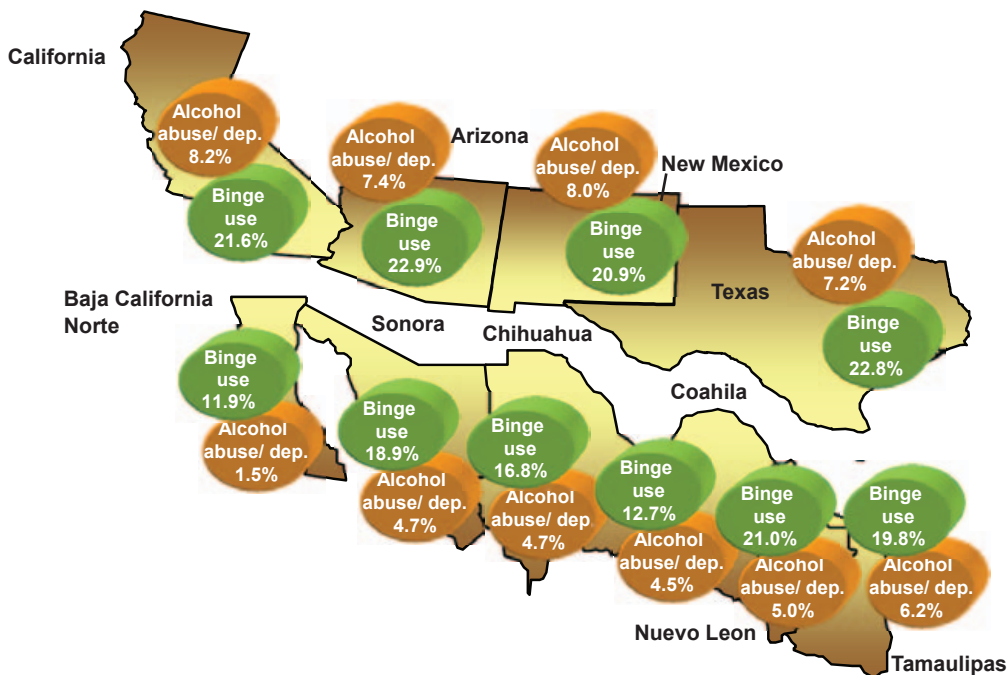 California
Alcohol
abuse/ dep.
8.2%
Binge
use
21.6%
Arizona
Alcohol
abuse/ dep.
7.4%
Binge
use
22.9%
New Mexico
Alcohol
abuse/ dep.
8.0%
Binge
use
20.9%
Texas
Alcohol
abuse/ dep.
7.2%
Binge
use
22.8%
Baja California
Norte
Binge
use
11.9%
Alcohol
abuse/ dep.
1.5%
Sonora
Binge
use
18.9%
Alcohol
abuse/ dep.
4.7%
Chihuahua
Binge
use
16.8%
Alcohol
abuse/ dep.
4.7%
Coahila
Binge
use
12.7%
Alcohol
abuse/ dep.
4.5%
Binge
use
21.0%
Alcohol
abuse/ dep.
5.0%
Nuevo Leon
Binge
use
19.8%
Alcohol
abuse/ dep.
6.2%
Tamaulipas